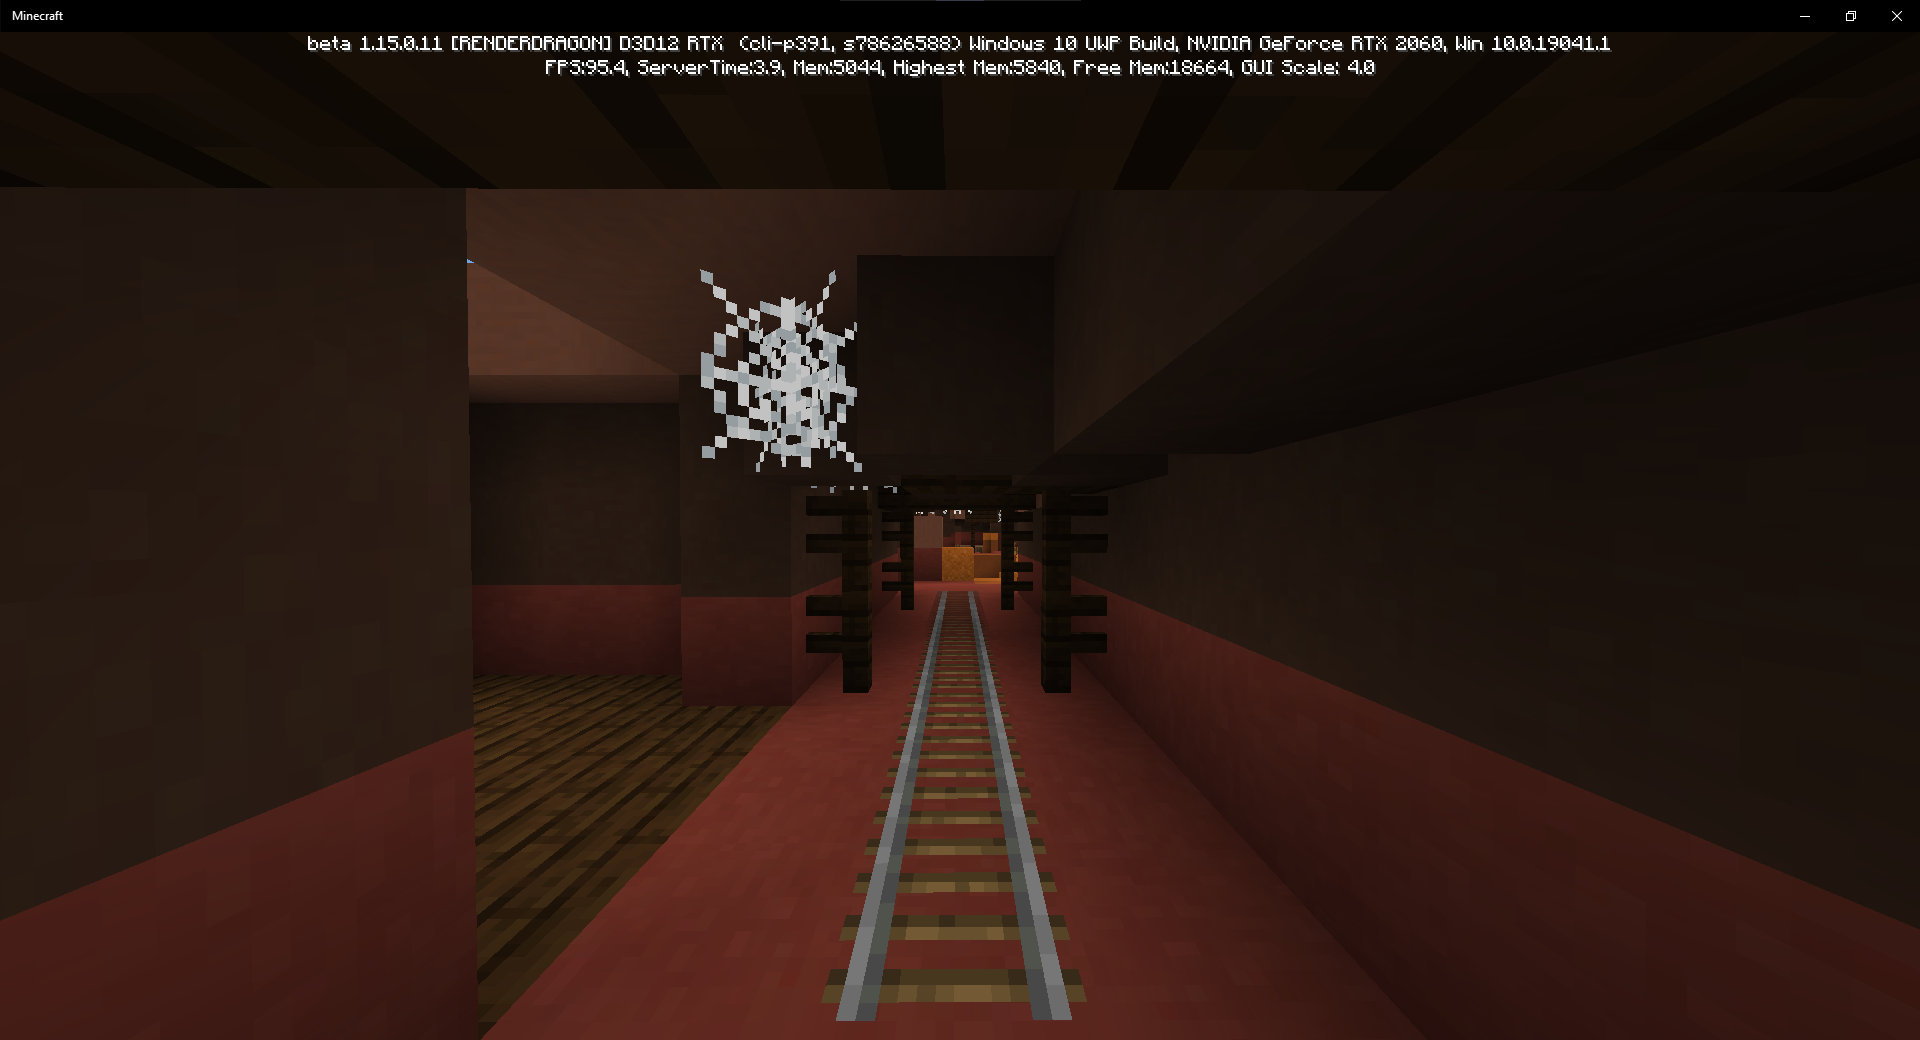 Minecraft
beta 1.15.0.11 [RENDERDRAGON] D3D12 RTX (cli-p391, s78626588) Windows 10 UWP Build, NVIDIA GeForce RTX 2060, Win 10.0.19041.1
FPS:95.4, ServerTime:3.9, Mem:5044, Highest Mem:5840, Free Mem:18664, GUI Scale: 4.0